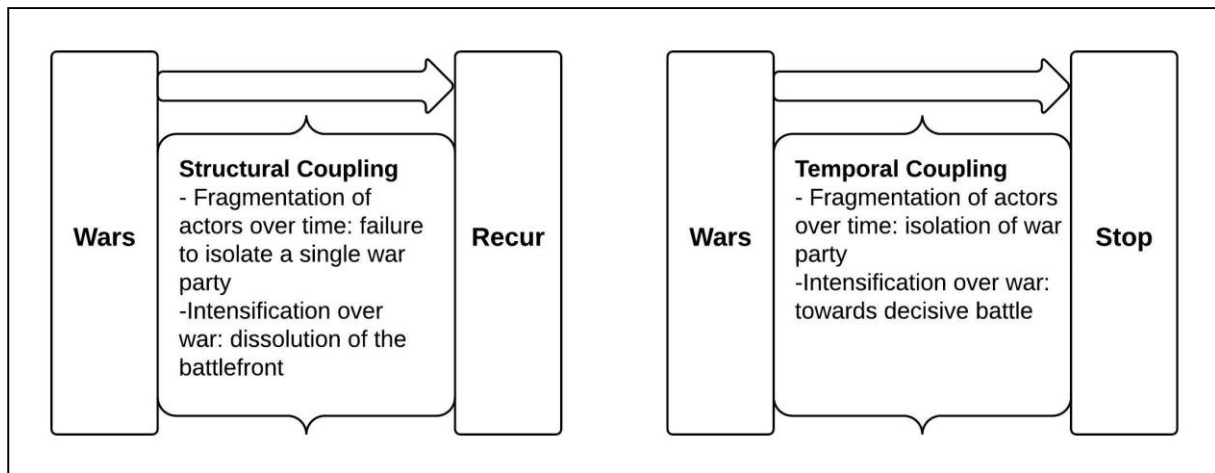 Wars
Structural Coupling
- Fragmentation of
actors over time: failure
to isolate a single war
party
-Intensification over
war: dissolution of the
battlefront
Recur
Wars
Temporal Coupling
- Fragmentation of actors
over time: isolation of war
party
-Intensification over war:
towards decisive battle
Stop